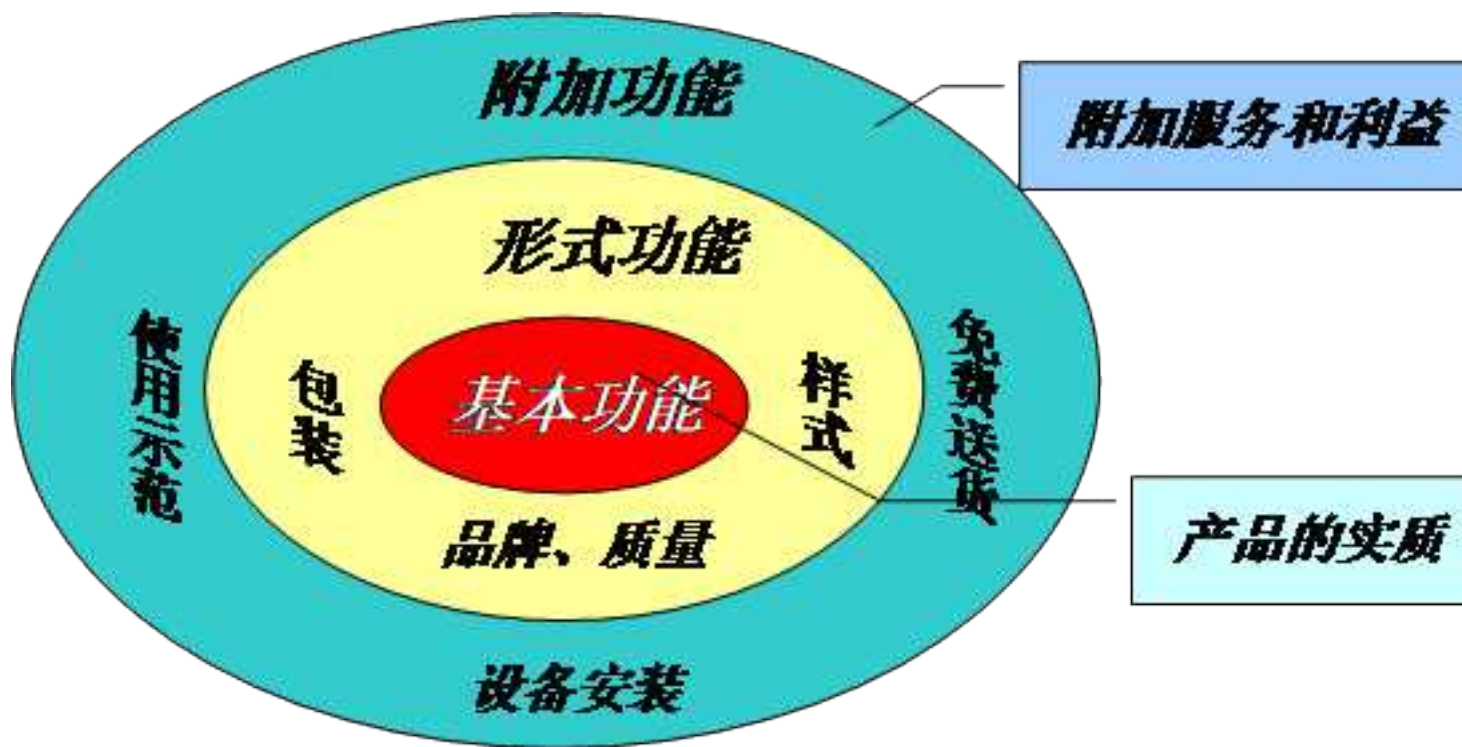 附加功能
附加服务和利益
形式功能
使用示范
包装
基本功能
样式
免费送货
品牌、质量
产品的实质
设备安装